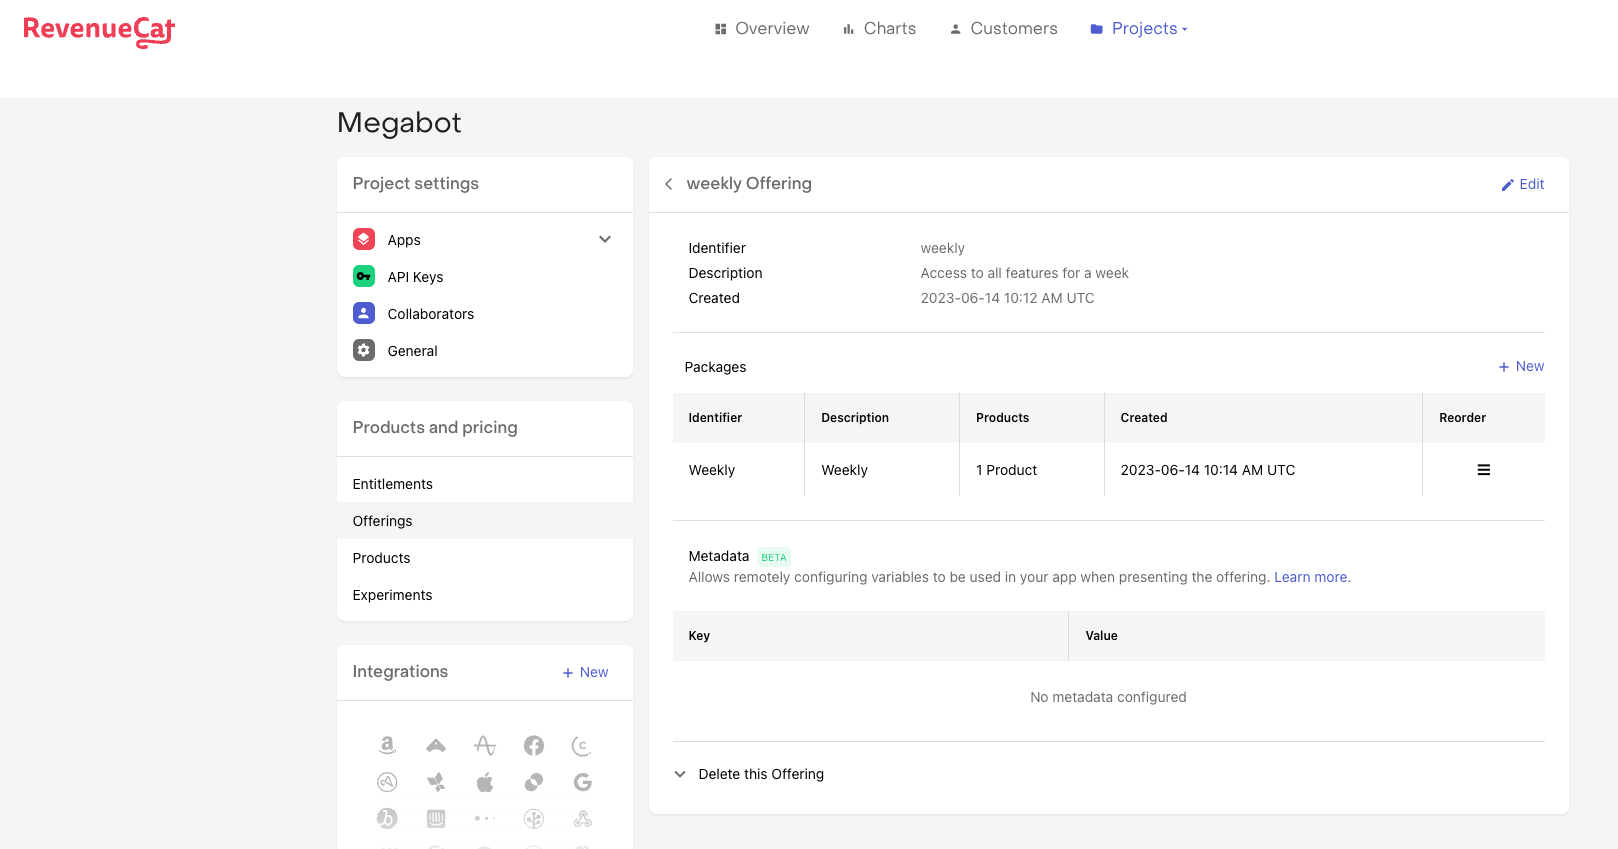 RevenueCat
Overview
Charts
Customers
Projects
Megabot
Project settings
Apps
API Keys
Collaborators
General
Products and pricing
Entitlements
Offerings
Products
Experiments
Integrations
+ New
weekly Offering
Edit
Identifier weekly
Description Access to all features for a week
Created 2023-06-14 10:12 AM UTC
Packages
+ New
Identifier Description Products Created Reorder
Weekly Weekly 1 Product 2023-06-14 10:14 AM UTC
Metadata BETA
Allows remotely configuring variables to be used in your app when presenting the offering. Learn more.
Key Value
No metadata configured
Delete this Offering